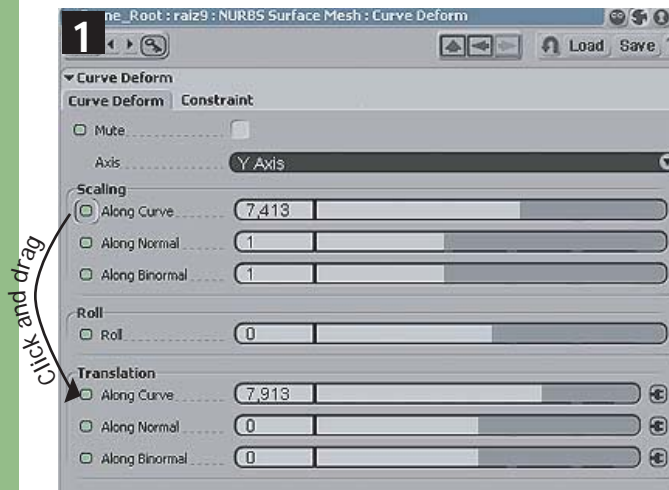 1
ne_Root : raiz9 : NURBS Surface Mesh : Curve Deform
Load Save
Curve Deform
Curve Deform Constraint
Mute
Axis Y Axis
Scaling
Along Curve 7,413
Along Normal 1
Along Binormal 1
Roll
Roll 0
Click and drag
Translation
Along Curve 7,913
Along Normal 0
Along Binormal 0